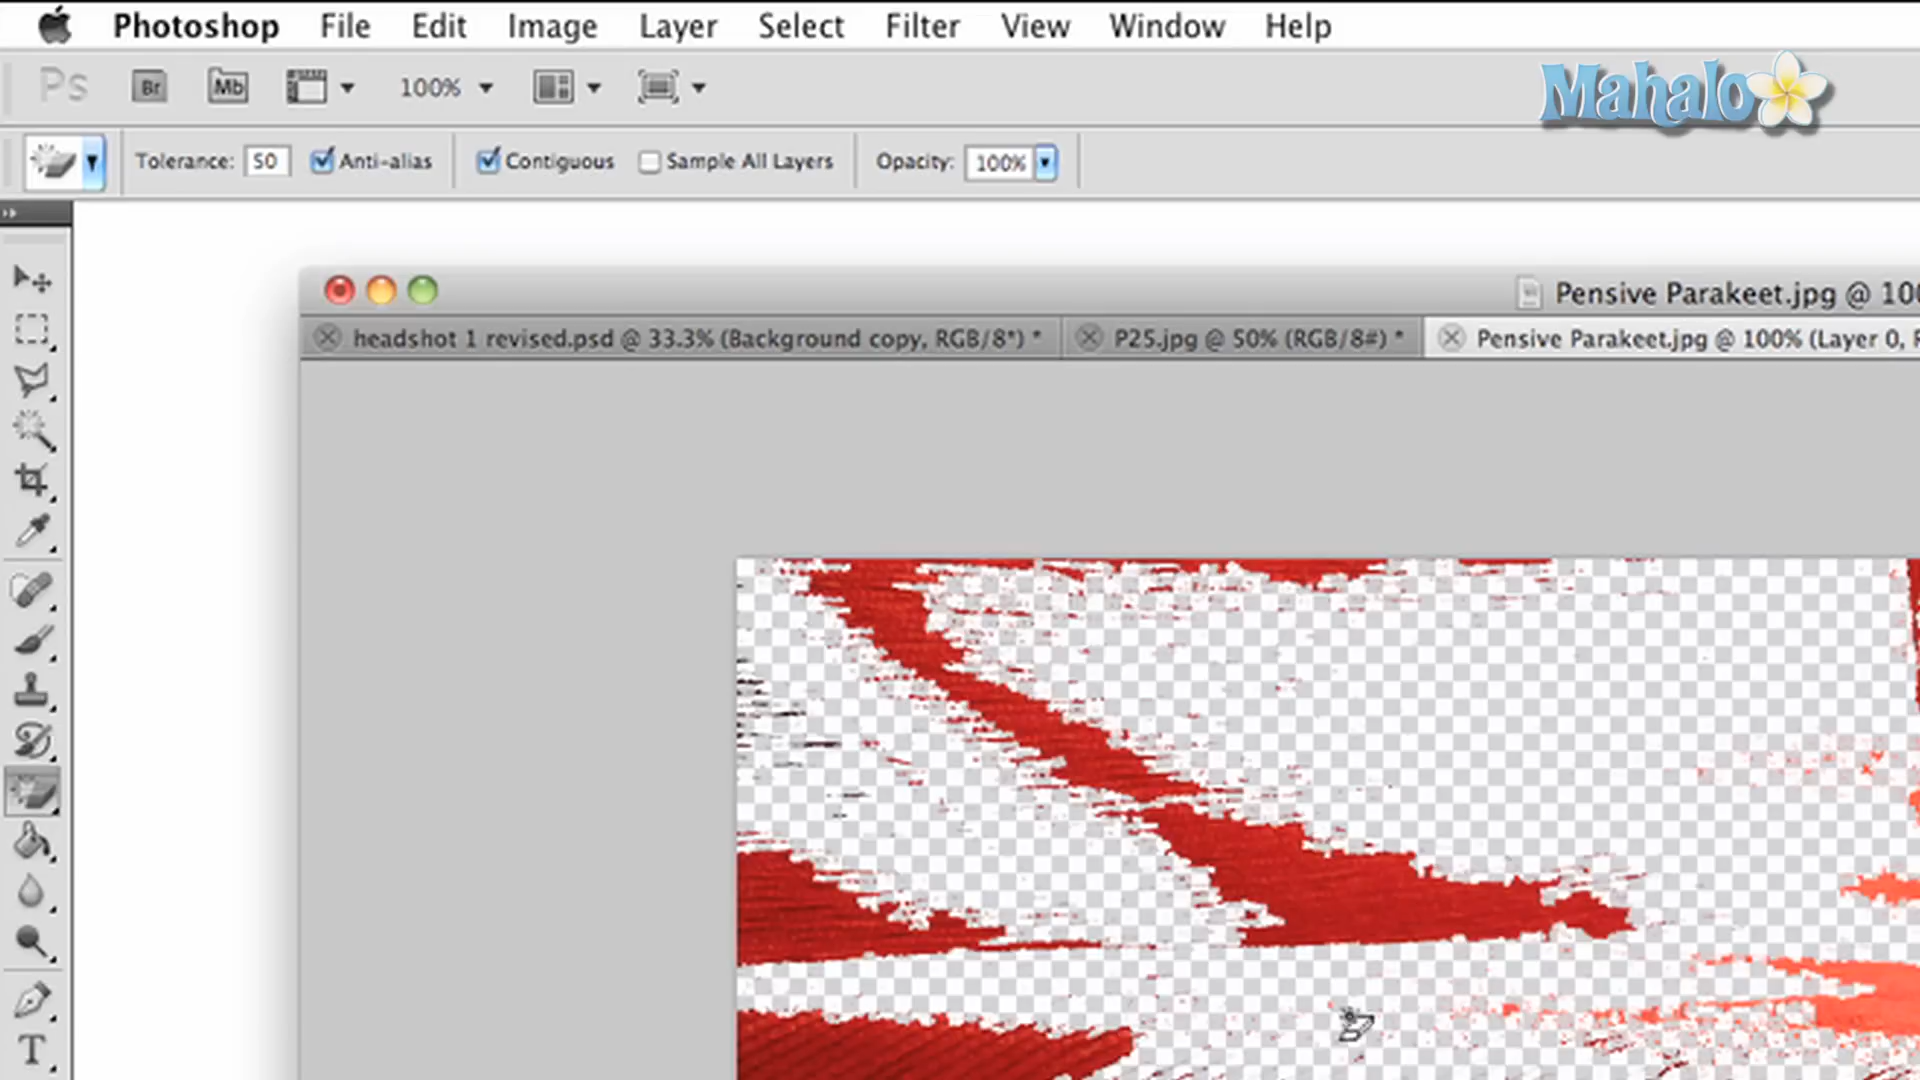 Photoshop File Edit Image Layer Select Filter View Window Help
Ps Br Mb 100%
Mahalo
Tolerance: 50 Anti-alias Contiguous Sample All Layers Opacity: 100%
Pensive Parakeet.jpg @ 100
headshot 1 revised.psd @ 33.3% (Background copy, RGB/8*) * P25.jpg @ 50% (RGB/8#) * Pensive Parakeet.jpg @ 100% (Layer 0, R
T